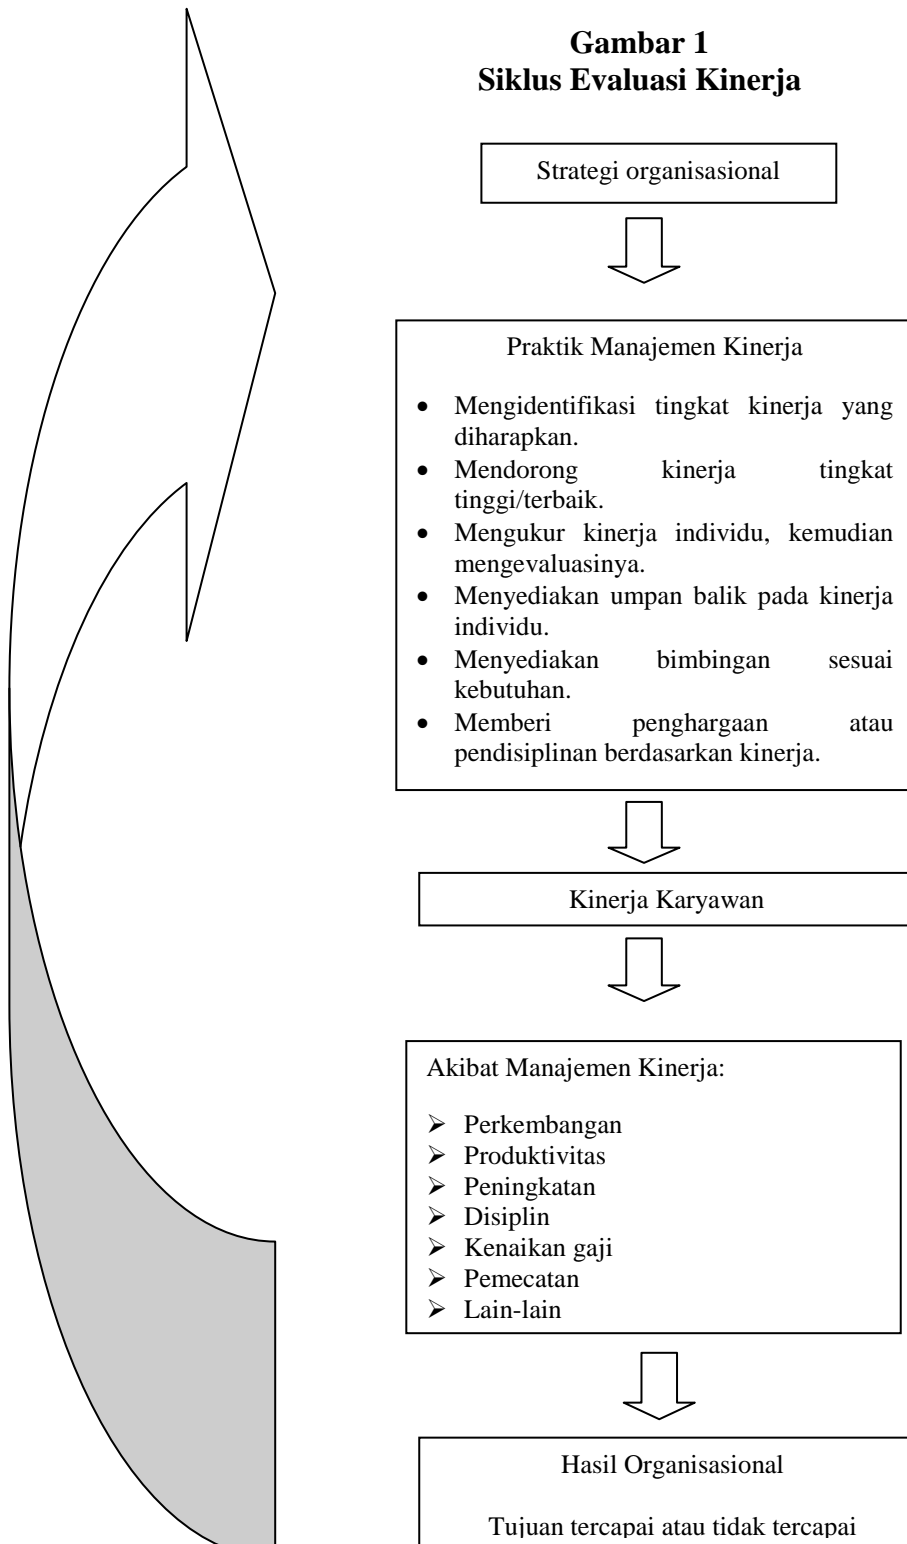 Gambar 1
Siklus Evaluasi Kinerja
Strategi organisasional
Praktik Manajemen Kinerja
• Mengidentifikasi tingkat kinerja yang
diharapkan.
• Mendorong kinerja tingkat
tinggi/terbaik.
• Mengukur kinerja individu, kemudian
mengevaluasinya.
• Menyediakan umpan balik pada kinerja
individu.
• Menyediakan bimbingan sesuai
kebutuhan.
• Memberi penghargaan atau
pendisiplinan berdasarkan kinerja.
Kinerja Karyawan
Akibat Manajemen Kinerja:
➢ Perkembangan
➢ Produktivitas
➢ Peningkatan
➢ Disiplin
➢ Kenaikan gaji
➢ Pemecatan
➢ Lain-lain
Hasil Organisasional
Tujuan tercapai atau tidak tercapai